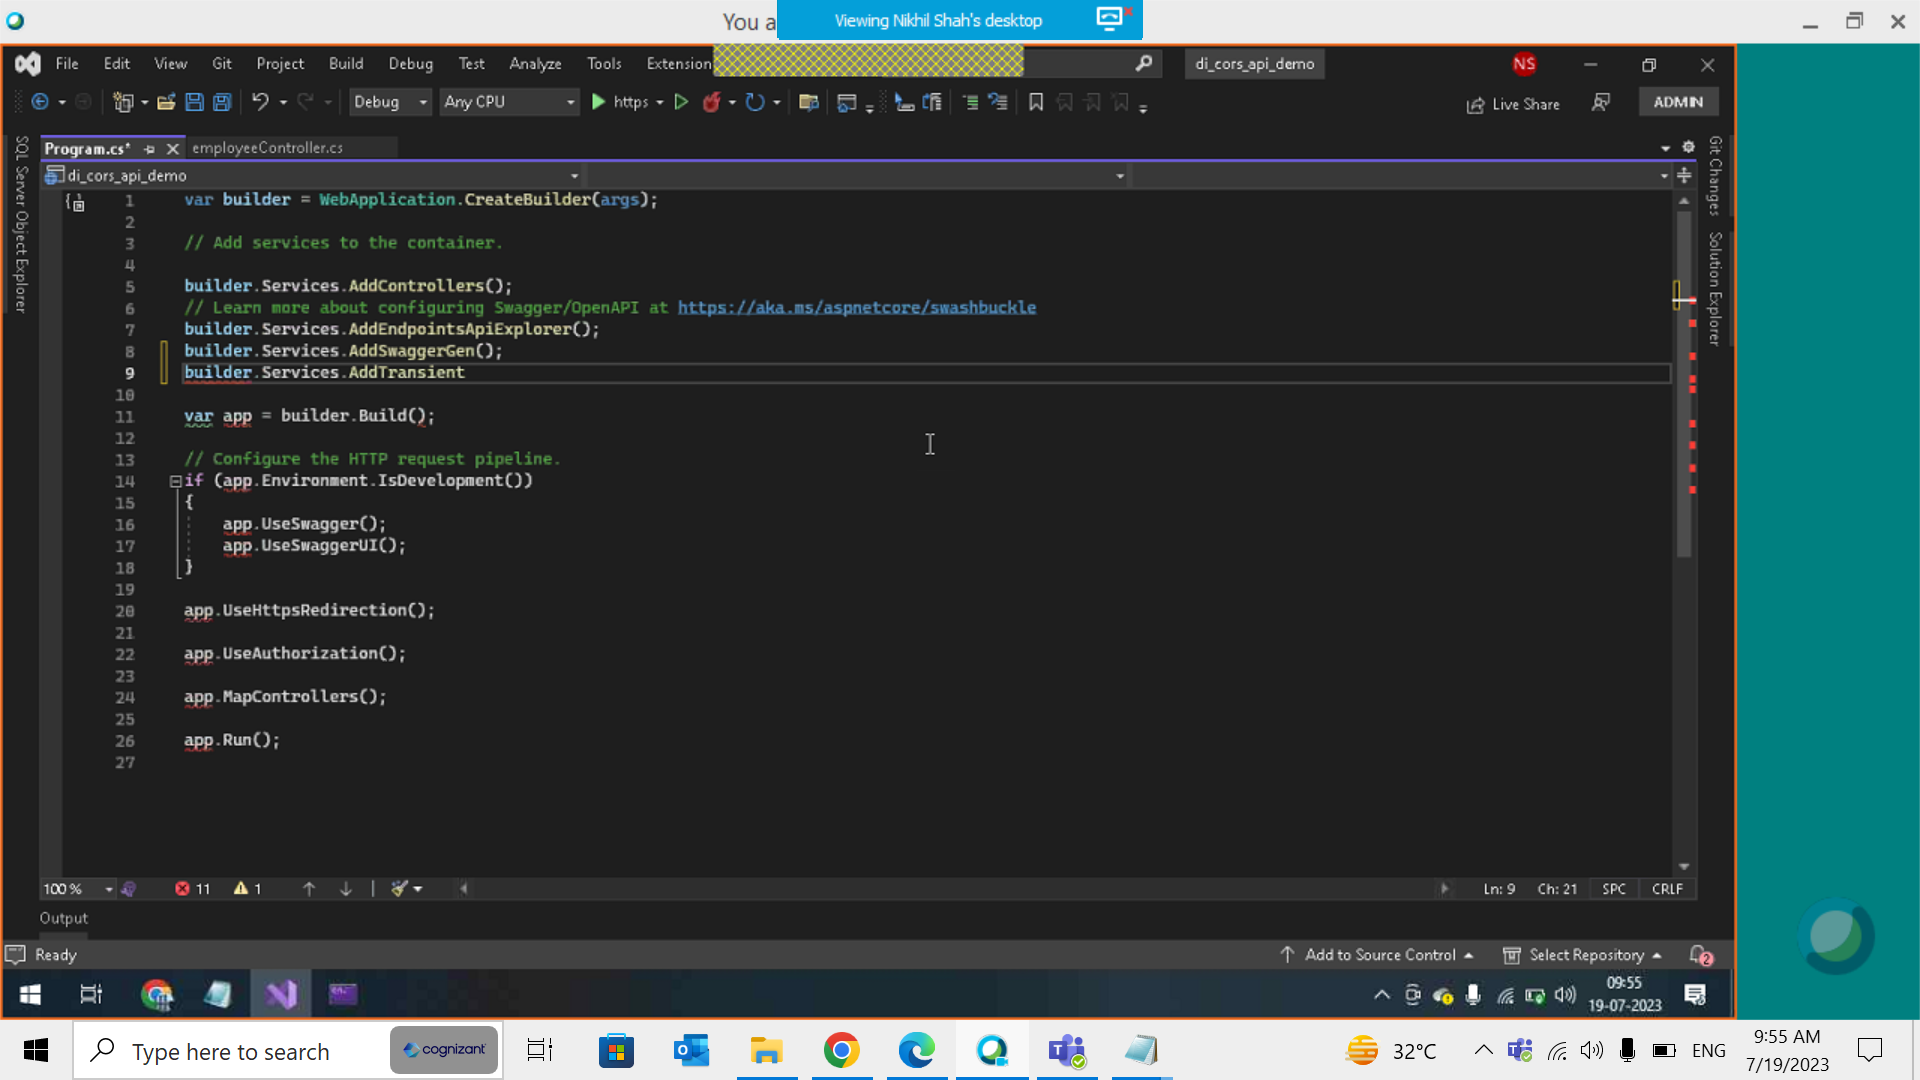 You a
Viewing Nikhil Shah's desktop
File Edit View Git Project Build Debug Test Analyze Tools Extension
di_cors_api_demo
NS
Debug
Any CPU
https
Live Share
ADMIN
SQL Server Object Explorer
Program.cs*
employeeController.cs
di_cors_api_demo
Git Changes
Solution Explorer
1 var builder = WebApplication.CreateBuilder(args);
2
3 // Add services to the container.
4
5 builder.Services.AddControllers();
6 // Learn more about configuring Swagger/OpenAPI at https://aka.ms/aspnetcore/swashbuckle
7 builder.Services.AddEndpointsApiExplorer();
8 builder.Services.AddSwaggerGen();
9 builder.Services.AddTransient
10
11 var app = builder.Build();
12
13 // Configure the HTTP request pipeline.
14 if (app.Environment.IsDevelopment())
15 {
16 app.UseSwagger();
17 app.UseSwaggerUI();
18 }
19
20 app.UseHttpsRedirection();
21
22 app.UseAuthorization();
23
24 app.MapControllers();
25
26 app.Run();
27
100 %
11
1
Ln: 9 Ch: 21 SPC CRLF
Output
Ready
Add to Source Control
Select Repository
2
09:55
19-07-2023
Type here to search
cognizant
32°C
ENG
9:55 AM
7/19/2023